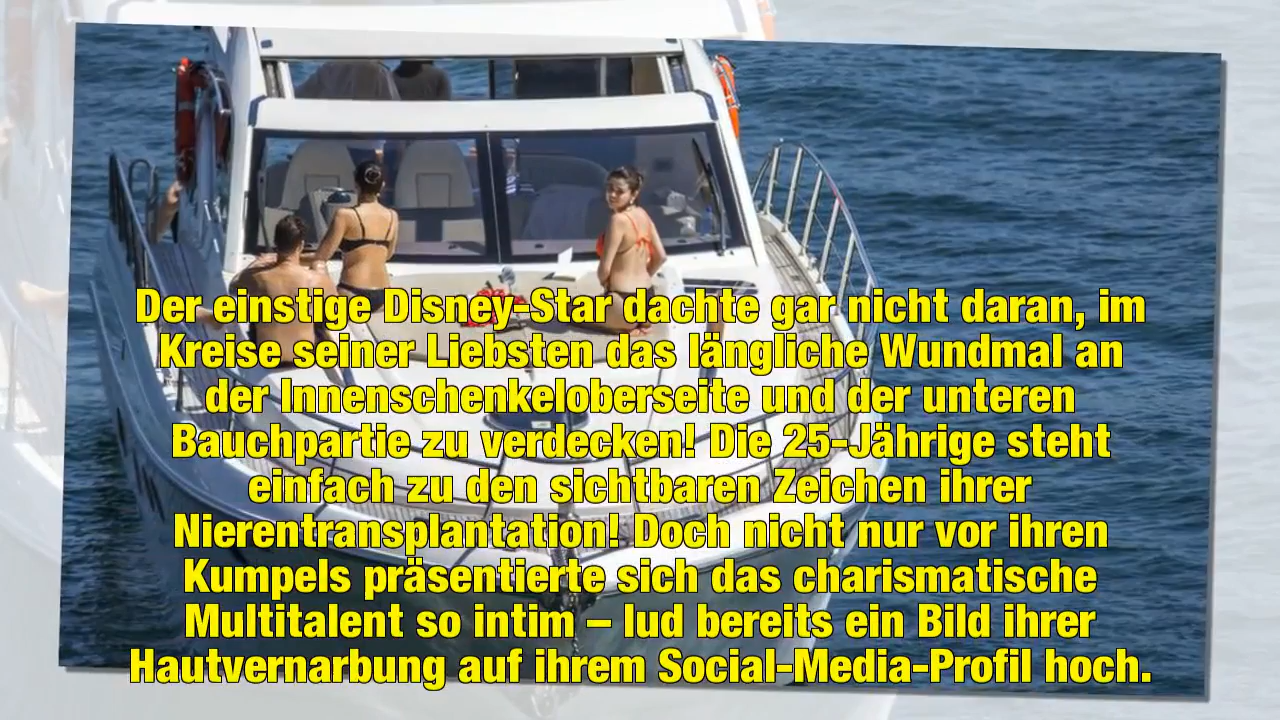 Der einstige Disney-Star dachte gar nicht daran, im
Kreise seiner Liebsten das längliche Wundmal an
der Innenschenkeloberseite und der unteren
Bauchpartie zu verdecken! Die 25-Jährige steht
einfach zu den sichtbaren Zeichen ihrer
Nierentransplantation! Doch nicht nur vor ihren
Kumpels präsentierte sich das charismatische
Multitalent so intim – lud bereits ein Bild ihrer
Hautvernarbung auf ihrem Social-Media-Profil hoch.